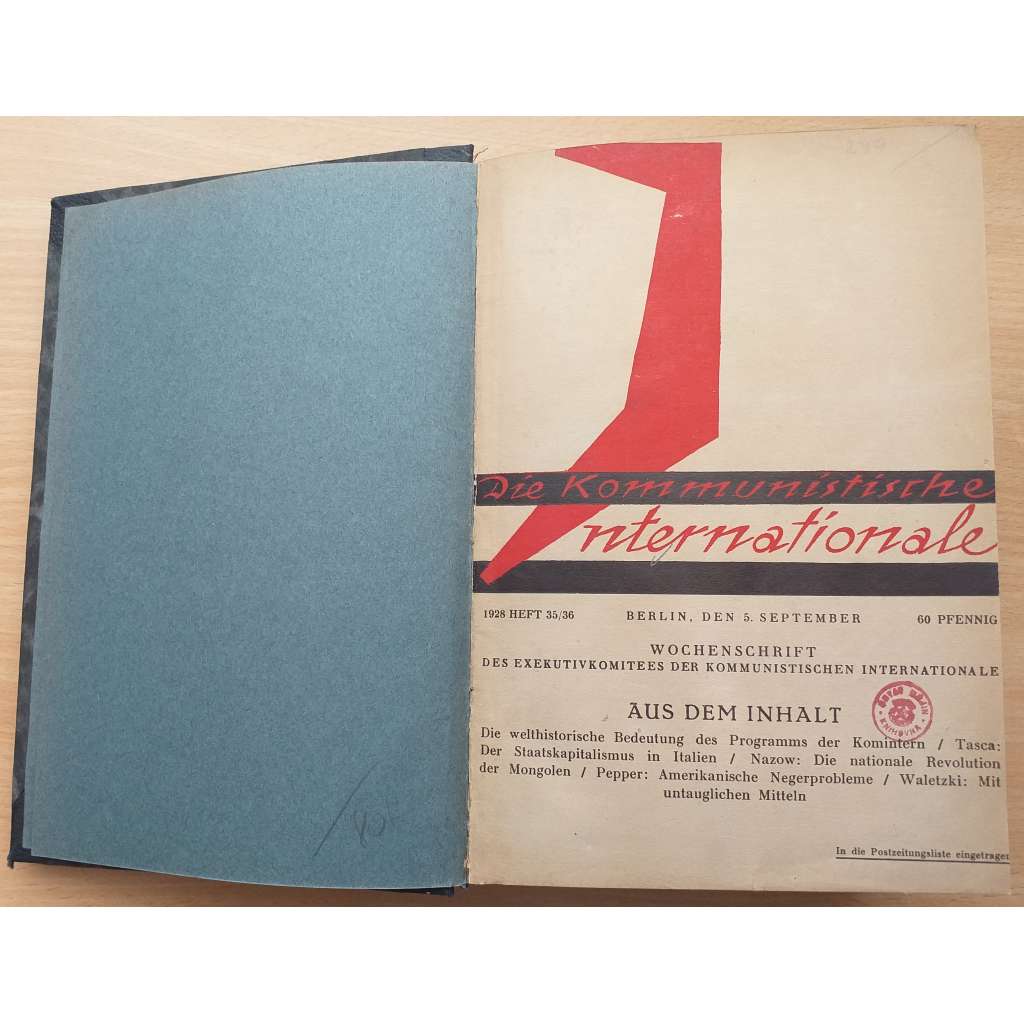 Die Kommunistische
Internationale
1928 HEFT 35/36 BERLIN, DEN 5. SEPTEMBER 60 PFENNIG
WOCHENSCHRIFT
DES EXEKUTIVKOMITEES DER KOMMUNISTISCHEN INTERNATIONALE
AUS DEM INHALT
KNIHOVNA
Die welthistorische Bedeutung des Programms der Komintern / Tasca:
Der Staatskapitalismus in Italien / Nazow: Die nationale Revolution
der Mongolen / Pepper: Amerikanische Negerprobleme / Waletzki: Mit
untauglichen Mitteln
In die Postzeitungsliste eingetragen